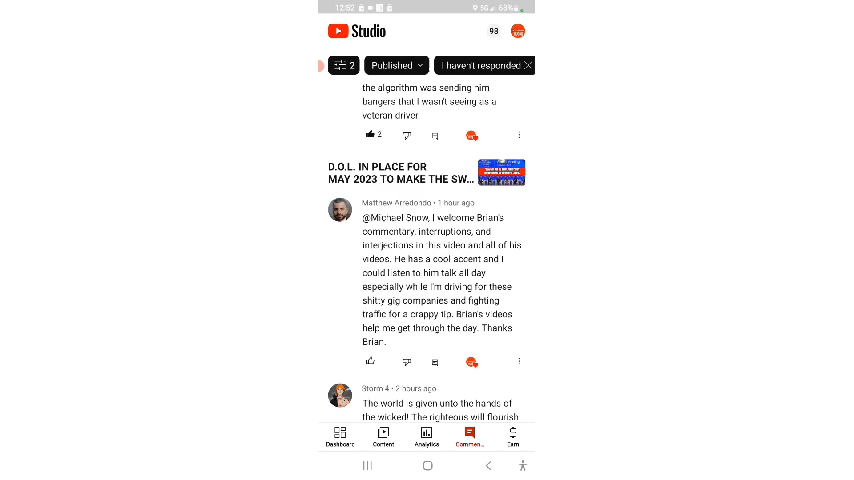 12:52 5G 68%
Studio 93
2 Published I haven't responded
the algorithm was sending him
bangers that I wasn't seeing as a
veteran driver.
2
D.O.L. IN PLACE FOR
MAY 2023 TO MAKE THE SW...
Matthew Arredondo • 1 hour ago
@Michael Snow, I welcome Brian's
commentary, interruptions, and
interjections in this video and all of his
videos. He has a cool accent and I
could listen to him talk all day
especially while I'm driving for these
shitty gig companies and fighting
traffic for a crappy tip. Brian's videos
help me get through the day. Thanks
Brian.
Storm 4 • 2 hours ago
The world is given unto the hands of
the wicked! The righteous will flourish
Dashboard Content Analytics Commen... Earn